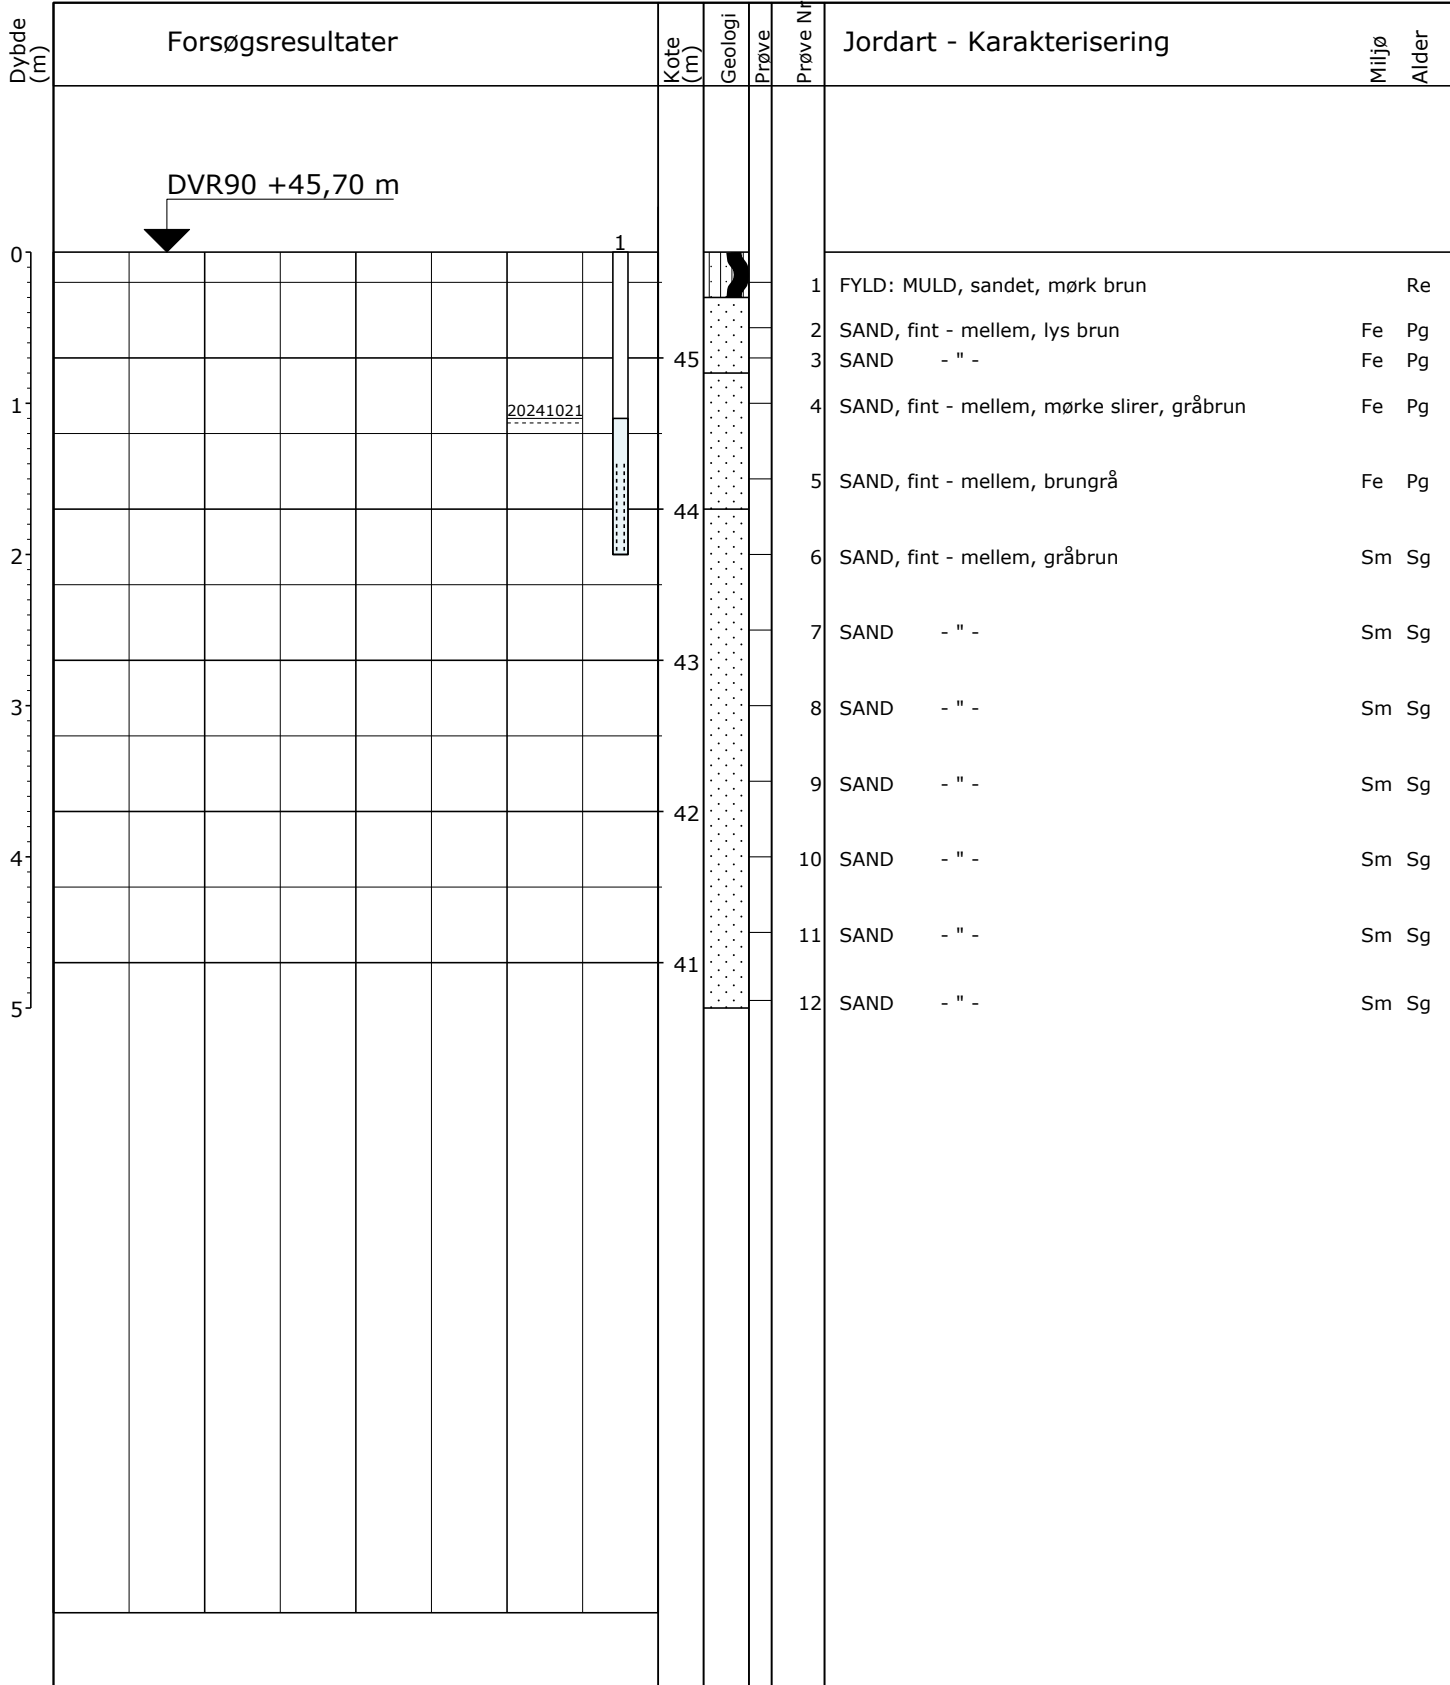 Dybde (m)
Forsøgsresultater
Kote (m)
Geologi
Prøve
Prøve Nr
Jordart - Karakterisering
Miljø
Alder
DVR90 +45,70 m
0
1
1 FYLD: MULD, sandet, mørk brun Re
2 SAND, fint - mellem, lys brun Fe Pg
45
3 SAND - " - Fe Pg
1
20241021
4 SAND, fint - mellem, mørke slirer, gråbrun Fe Pg
5 SAND, fint - mellem, brungrå Fe Pg
44
2
6 SAND, fint - mellem, gråbrun Sm Sg
7 SAND - " - Sm Sg
43
3
8 SAND - " - Sm Sg
9 SAND - " - Sm Sg
42
4
10 SAND - " - Sm Sg
11 SAND - " - Sm Sg
41
5
12 SAND - " - Sm Sg